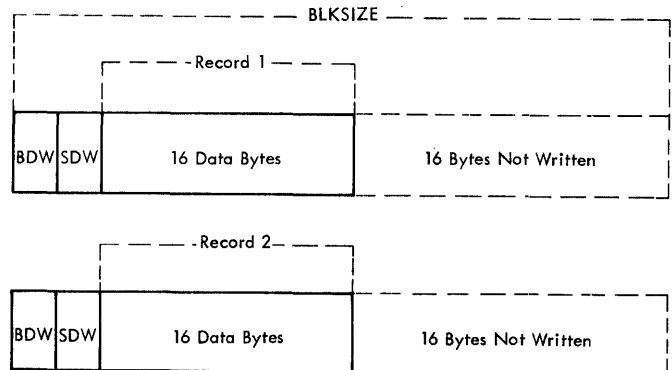 BLKSIZE
Record 1
BDW SDW 16 Data Bytes 16 Bytes Not Written
Record 2
BDW SDW 16 Data Bytes 16 Bytes Not Written